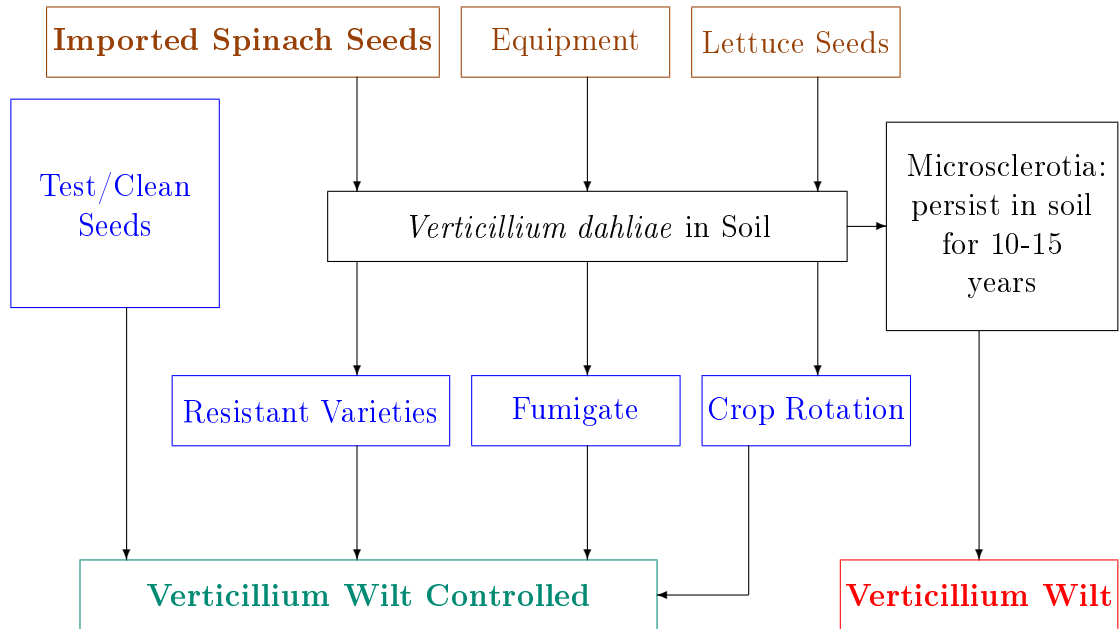 Imported Spinach Seeds
Equipment
Lettuce Seeds
Test/Clean
Seeds
Verticillium dahliae in Soil
Microsclerotia:
persist in soil
for 10-15
years
Resistant Varieties
Fumigate
Crop Rotation
Verticillium Wilt Controlled
Verticillium Wilt